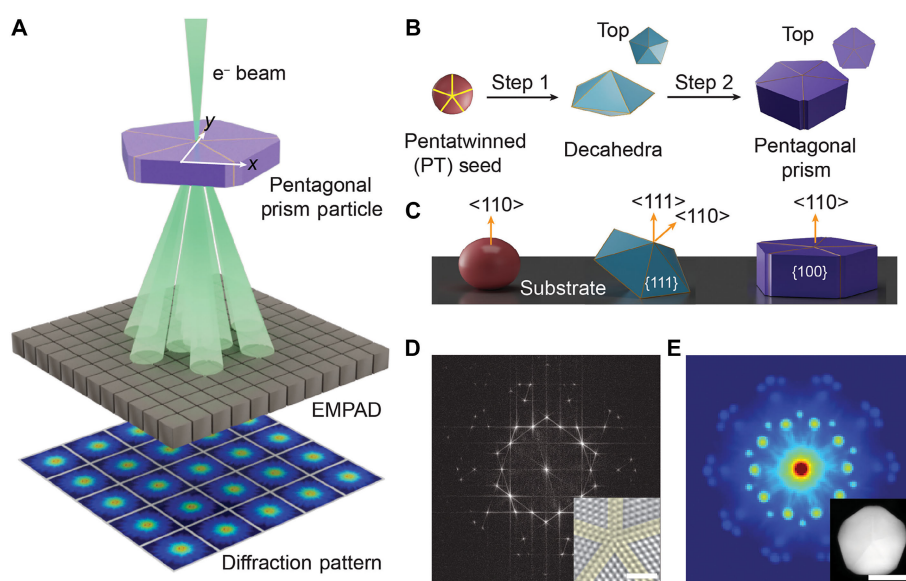 A
e⁻ beam
y
x
Pentagonal
prism particle
EMPAD
Diffraction pattern
B
Top
Top
Step 1
Step 2
Pentatwinned
(PT) seed
Decahedra
Pentagonal
prism
C
<110>
<111>
<110>
<110>
{111}
{100}
Substrate
D
E